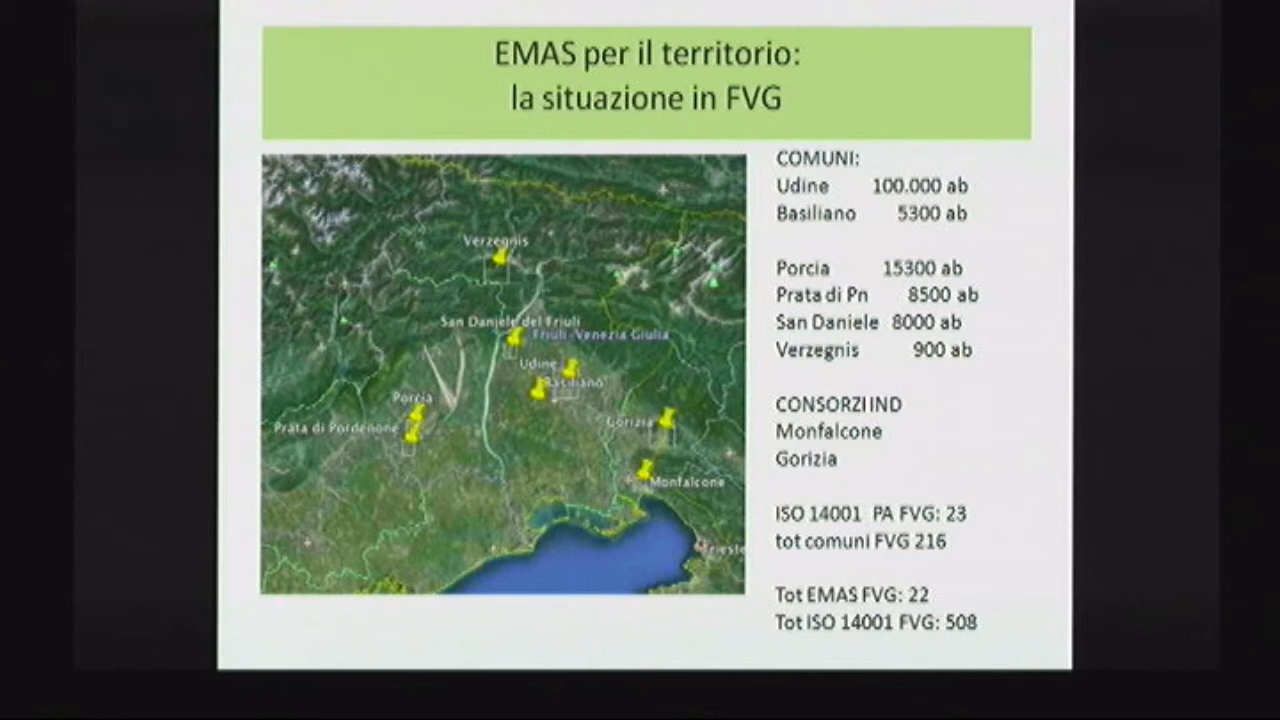 EMAS per il territorio:
la situazione in FVG
Verzegnis
San Daniele del Friuli
Friuli-Venezia Giulia
Udine
Basiliano
Porcia
Prata di Pordenone
Gorizia
Monfalcone
Trieste
COMUNI:
Udine 100.000 ab
Basiliano 5300 ab
Porcia 15300 ab
Prata di Pn 8500 ab
San Daniele 8000 ab
Verzegnis 900 ab
CONSORZI IND
Monfalcone
Gorizia
ISO 14001 PA FVG: 23
tot comuni FVG 216
Tot EMAS FVG: 22
Tot ISO 14001 FVG: 508